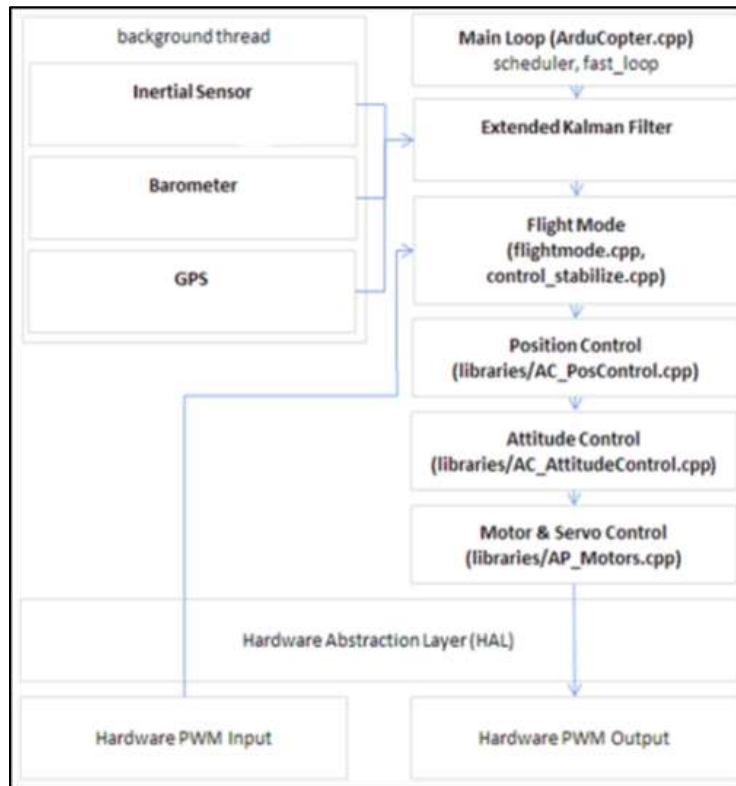 background thread
Inertial Sensor
Barometer
GPS
Main Loop (ArduCopter.cpp)
scheduler, fast_loop
Extended Kalman Filter
Flight Mode
(flightmode.cpp,
control_stabilize.cpp)
Position Control
(libraries/AC_PosControl.cpp)
Attitude Control
(libraries/AC_AttitudeControl.cpp)
Motor & Servo Control
(libraries/AP_Motors.cpp)
Hardware Abstraction Layer (HAL)
Hardware PWM Input
Hardware PWM Output